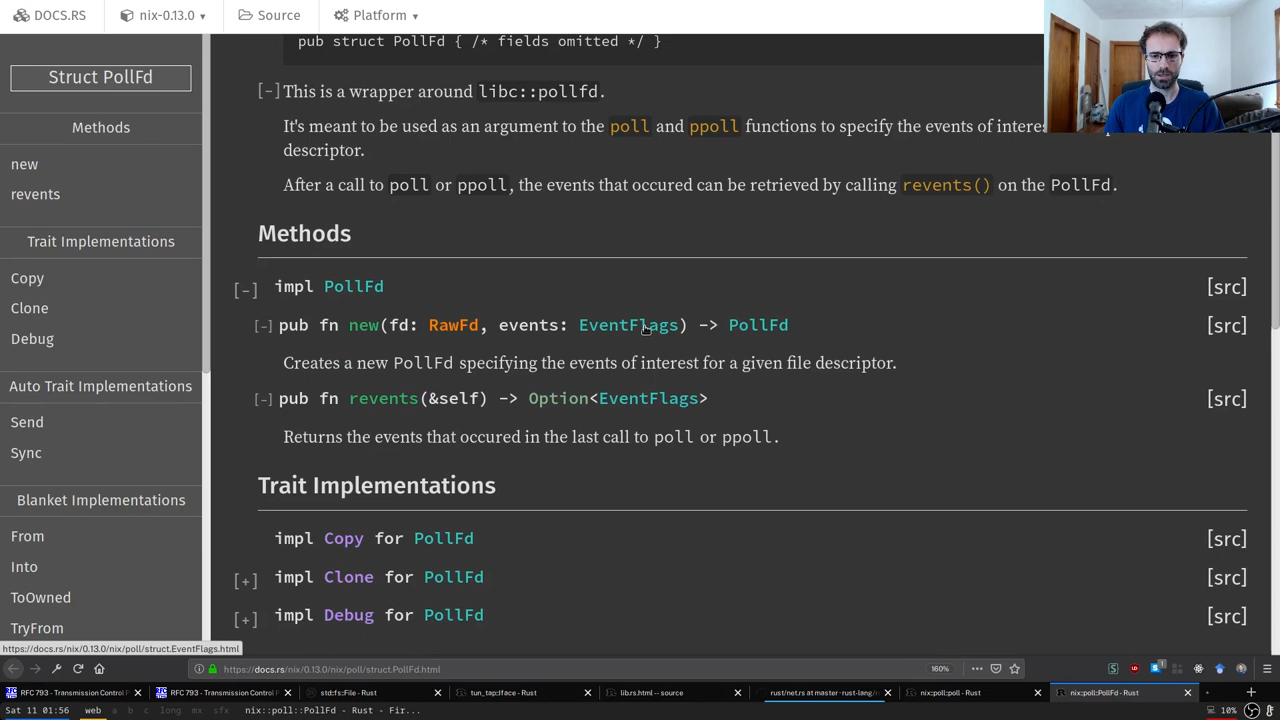 DOCS.RS
nix-0.13.0
Source
Platform
pub struct PollFd { /* fields omitted */ }
Struct PollFd
Methods
new
revents
Trait Implementations
Copy
Clone
Debug
Auto Trait Implementations
Send
Sync
Blanket Implementations
From
Into
ToOwned
TryFrom
[-] This is a wrapper around libc::pollfd.
It's meant to be used as an argument to the poll and ppoll functions to specify the events of
descriptor.
After a call to poll or ppoll, the events that occured can be retrieved by calling revents() on the PollFd.
Methods
[-] impl PollFd [src]
[-] pub fn new(fd: RawFd, events: EventFlags) -> PollFd [src]
Creates a new PollFd specifying the events of interest for a given file descriptor.
[-] pub fn revents(&self) -> Option<EventFlags> [src]
Returns the events that occured in the last call to poll or ppoll.
Trait Implementations
impl Copy for PollFd [src]
[+] impl Clone for PollFd [src]
[+] impl Debug for PollFd [src]
https://docs.rs/nix/0.13.0/nix/poll/struct.EventFlags.html
https://docs.rs/nix/0.13.0/nix/poll/struct.PollFd.html
160%
RFC 793 - Transmission Control P
RFC 793 - Transmission Control P
std::fs::File - Rust
tun_tap::Iface - Rust
lib.rs.html -- source
rust/net.rs at master · rust-lang/r
nix::poll::poll - Rust
nix::poll::PollFd - Rust
Sat 11 01:56 web a b c long mx sfx nix::poll::PollFd - Rust - Fir... 10%